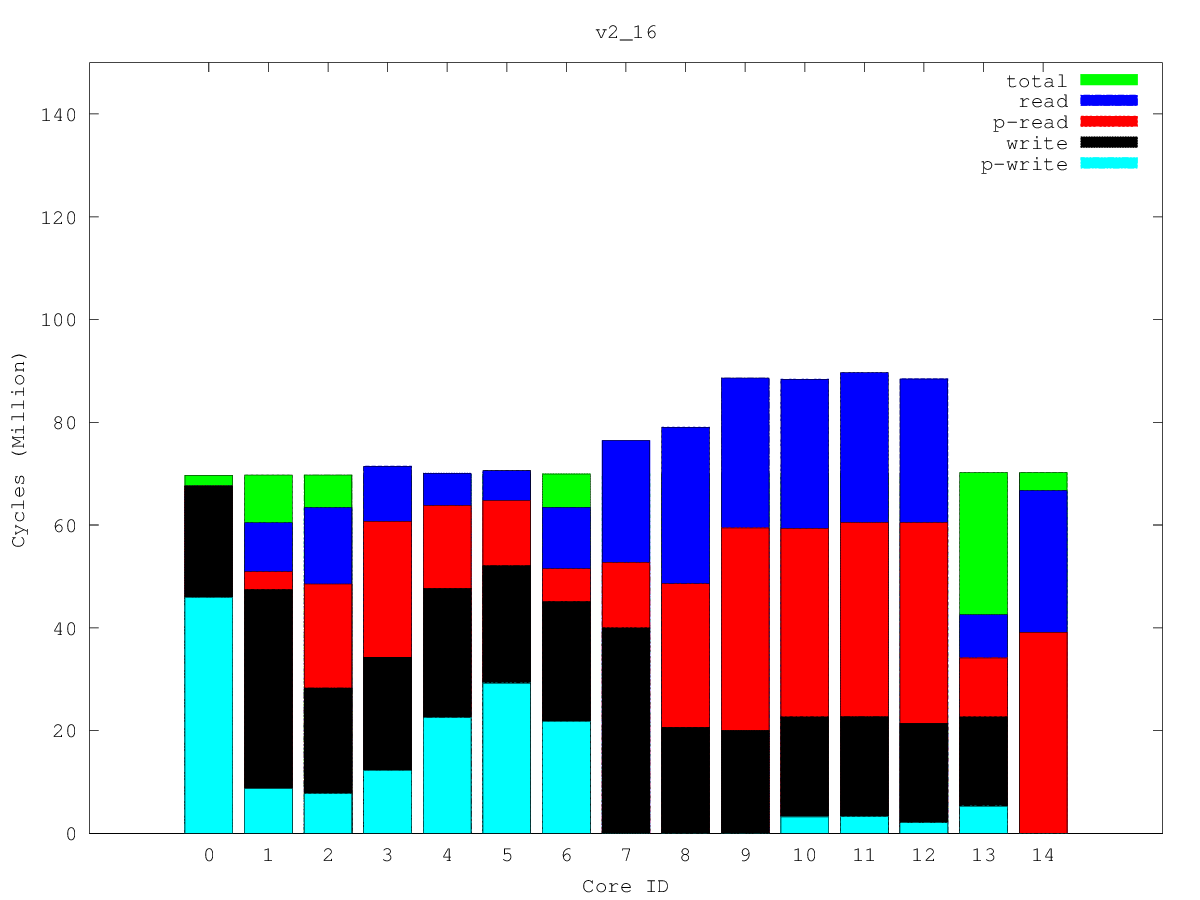 v2_16
total
read
p-read
write
p-write
140
120
100
80
60
40
20
0
Cycles (Million)
0 1 2 3 4 5 6 7 8 9 10 11 12 13 14
Core ID